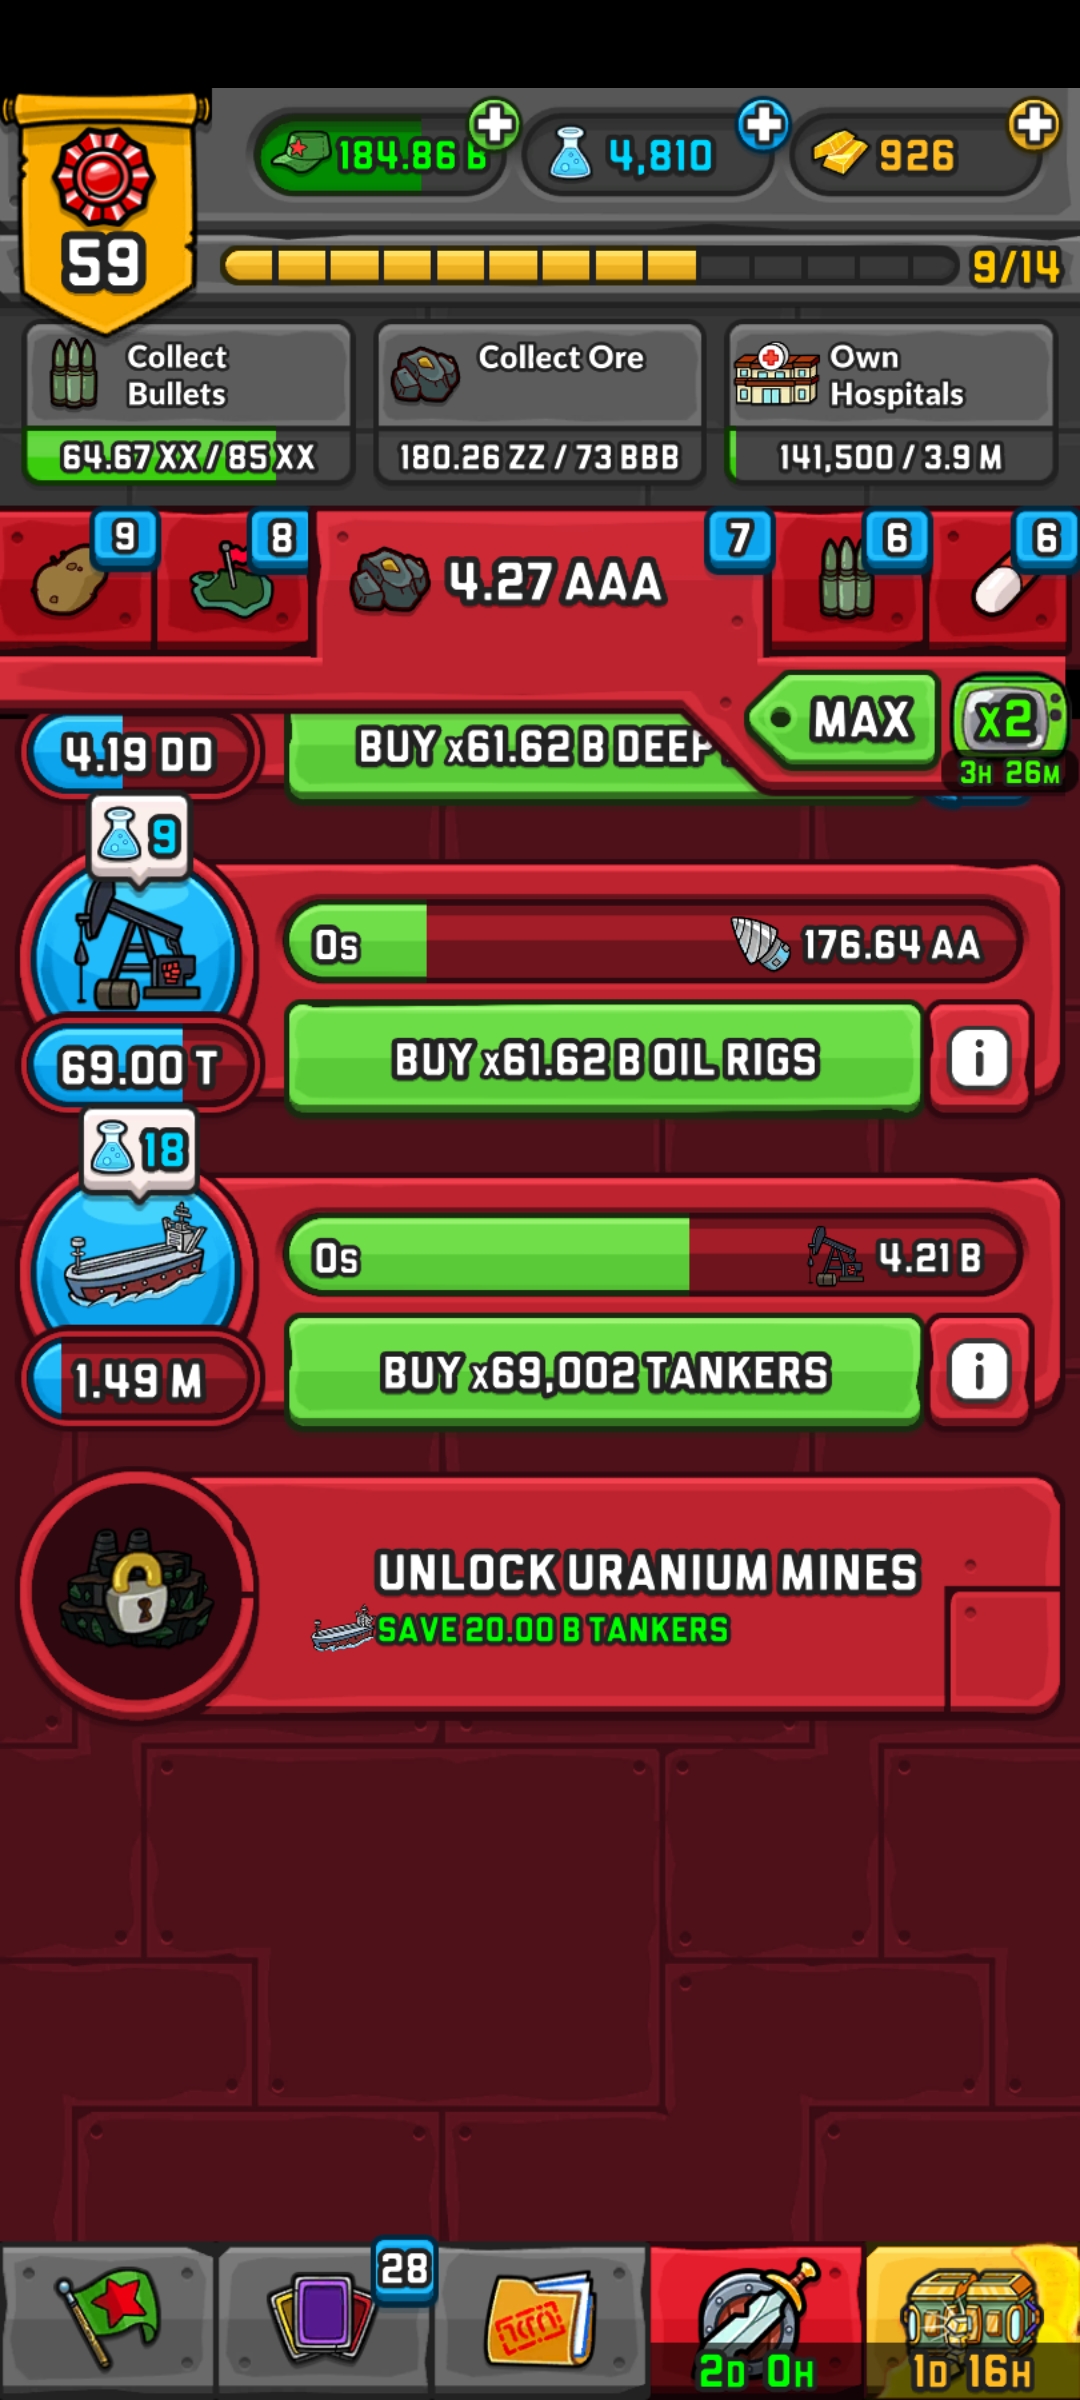 184.86 B
4,810
926
59
9/14
Collect
Bullets
64.67 XX / 85 XX
Collect Ore
180.26 ZZ / 73 BBB
Own
Hospitals
141,500 / 3.9 M
9
8
4.27 AAA
7
6
6
MAX
x2
3H 26M
4.19 DD
BUY x61.62 B DEEP
9
0s
176.64 AA
69.00 T
BUY x61.62 B OIL RIGS
i
18
0s
4.21 B
1.49 M
BUY x69,002 TANKERS
i
UNLOCK URANIUM MINES
SAVE 20.00 B TANKERS
28
2D 0H
1D 16H